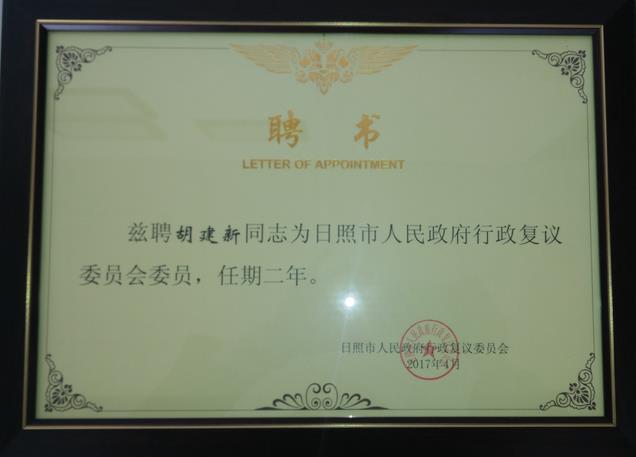 聘书
LETTER OF APPOINTMENT
兹聘胡建新同志为日照市人民政府行政复议
委员会委员，任期二年。
日照市人民政府行政复议委员会
2017年4月